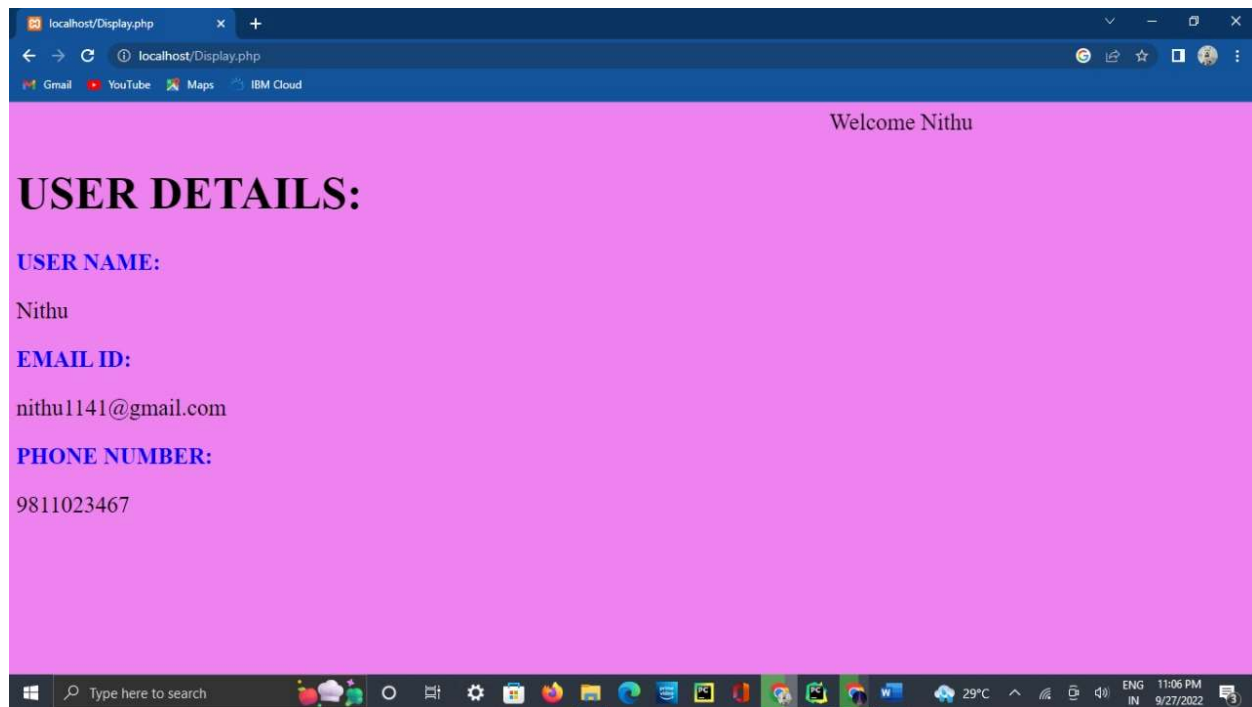 localhost/Display.php
localhost/Display.php
Gmail YouTube Maps IBM Cloud
Welcome Nithu
USER DETAILS:
USER NAME:
Nithu
EMAIL ID:
nithu1141@gmail.com
PHONE NUMBER:
9811023467
Type here to search 29°C ENG 11:06 PM
IN 9/27/2022 3